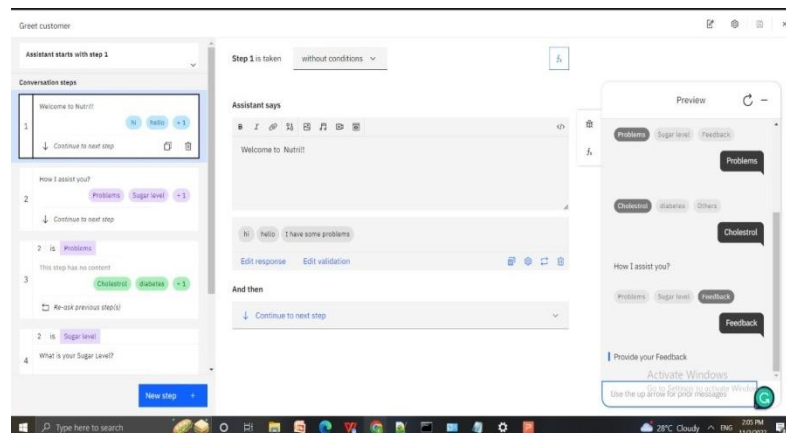 Greet customer
Assistant starts with step 1
Conversation steps
1
Welcome to Nutri!!
hi
hello
+ 1
Continue to next step
2
How I assist you?
Problems
Sugar level
+ 1
Continue to next step
3
2 is Problems
This step has no content
Cholestrol
diabetes
+ 1
Re-ask previous step(s)
4
2 is Sugar level
What is your Sugar Level?
New step +
Step 1 is taken
without conditions
fx
Assistant says
B I
</>
Welcome to Nutri!!
hi
hello
I have some problems
Edit response
Edit validation
And then
Continue to next step
fx
Preview
Problems
Sugar level
Feedback
Problems
Cholestrol
diabetes
Others
Cholestrol
How I assist you?
Problems
Sugar level
Feedback
Feedback
Provide your Feedback
Activate Windows
Go to Settings to activate Windows
Use the up arrow for prior messages
G
Type here to search
28°C Cloudy
ENG
2:05 PM